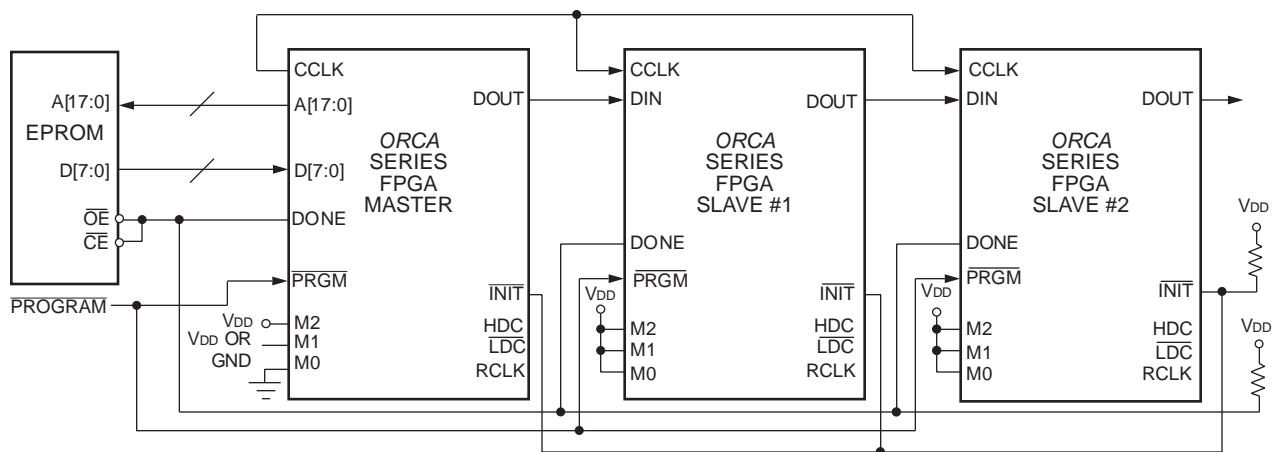 EPROM
A[17:0]
D[7:0]
OE
CE
PROGRAM
CCLK
A[17:0]
D[7:0]
DONE
PRGM
VDD
M2
VDD OR
GND
M1
M0
DOUT
ORCA
SERIES
FPGA
MASTER
INIT
HDC
LDC
RCLK
CCLK
DIN
DOUT
ORCA
SERIES
FPGA
SLAVE #1
DONE
PRGM
VDD
M2
M1
M0
INIT
HDC
LDC
RCLK
CCLK
DIN
DOUT
ORCA
SERIES
FPGA
SLAVE #2
DONE
PRGM
VDD
M2
M1
M0
INIT
HDC
LDC
RCLK
VDD
VDD